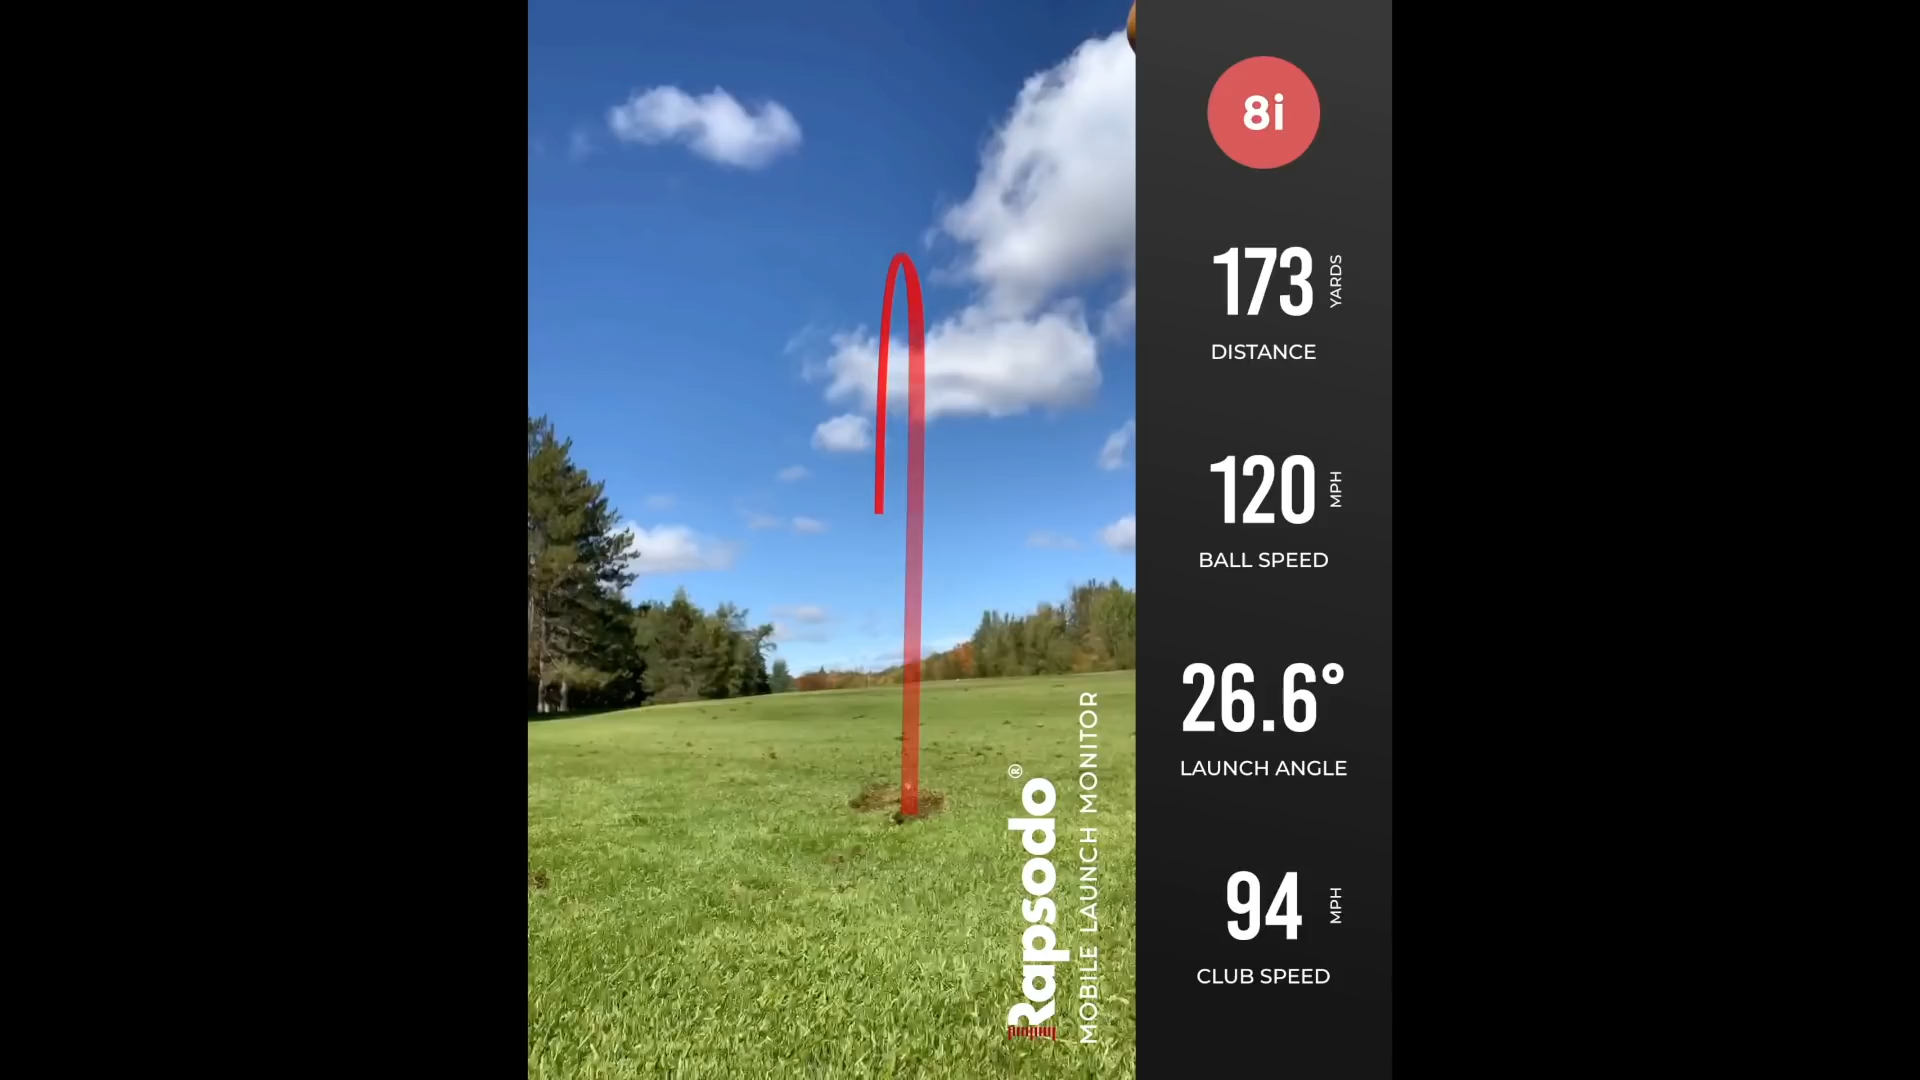 8i
173 YARDS
DISTANCE
120 MPH
BALL SPEED
26.6°
LAUNCH ANGLE
94 MPH
CLUB SPEED
Rapsodo®
MOBILE LAUNCH MONITOR